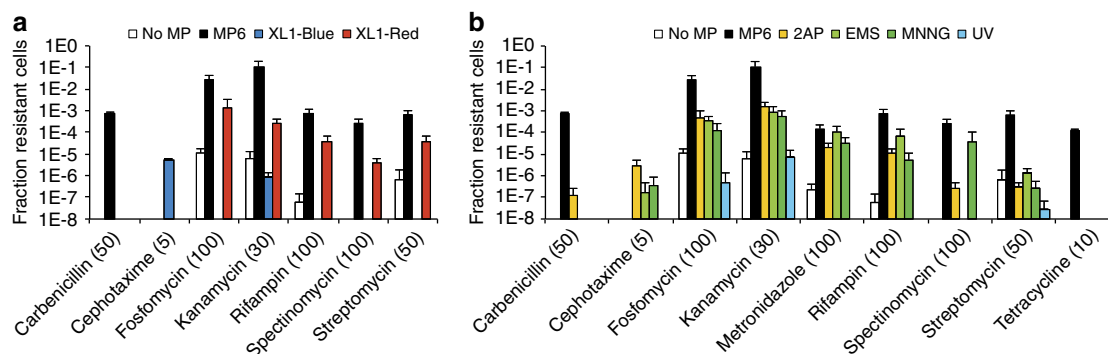 a
No MP MP6 XL1-Blue XL1-Red
Fraction resistant cells
1E0
1E-1
1E-2
1E-3
1E-4
1E-5
1E-6
1E-7
1E-8
Carbenicillin (50)
Cephotaxime (5)
Fosfomycin (100)
Kanamycin (30)
Rifampin (100)
Spectinomycin (100)
Streptomycin (50)
b
No MP MP6 2AP EMS MNNG UV
Fraction resistant cells
1E0
1E-1
1E-2
1E-3
1E-4
1E-5
1E-6
1E-7
1E-8
Carbenicillin (50)
Cephotaxime (5)
Fosfomycin (100)
Kanamycin (30)
Metronidazole (100)
Rifampin (100)
Spectinomycin (100)
Streptomycin (50)
Tetracycline (10)